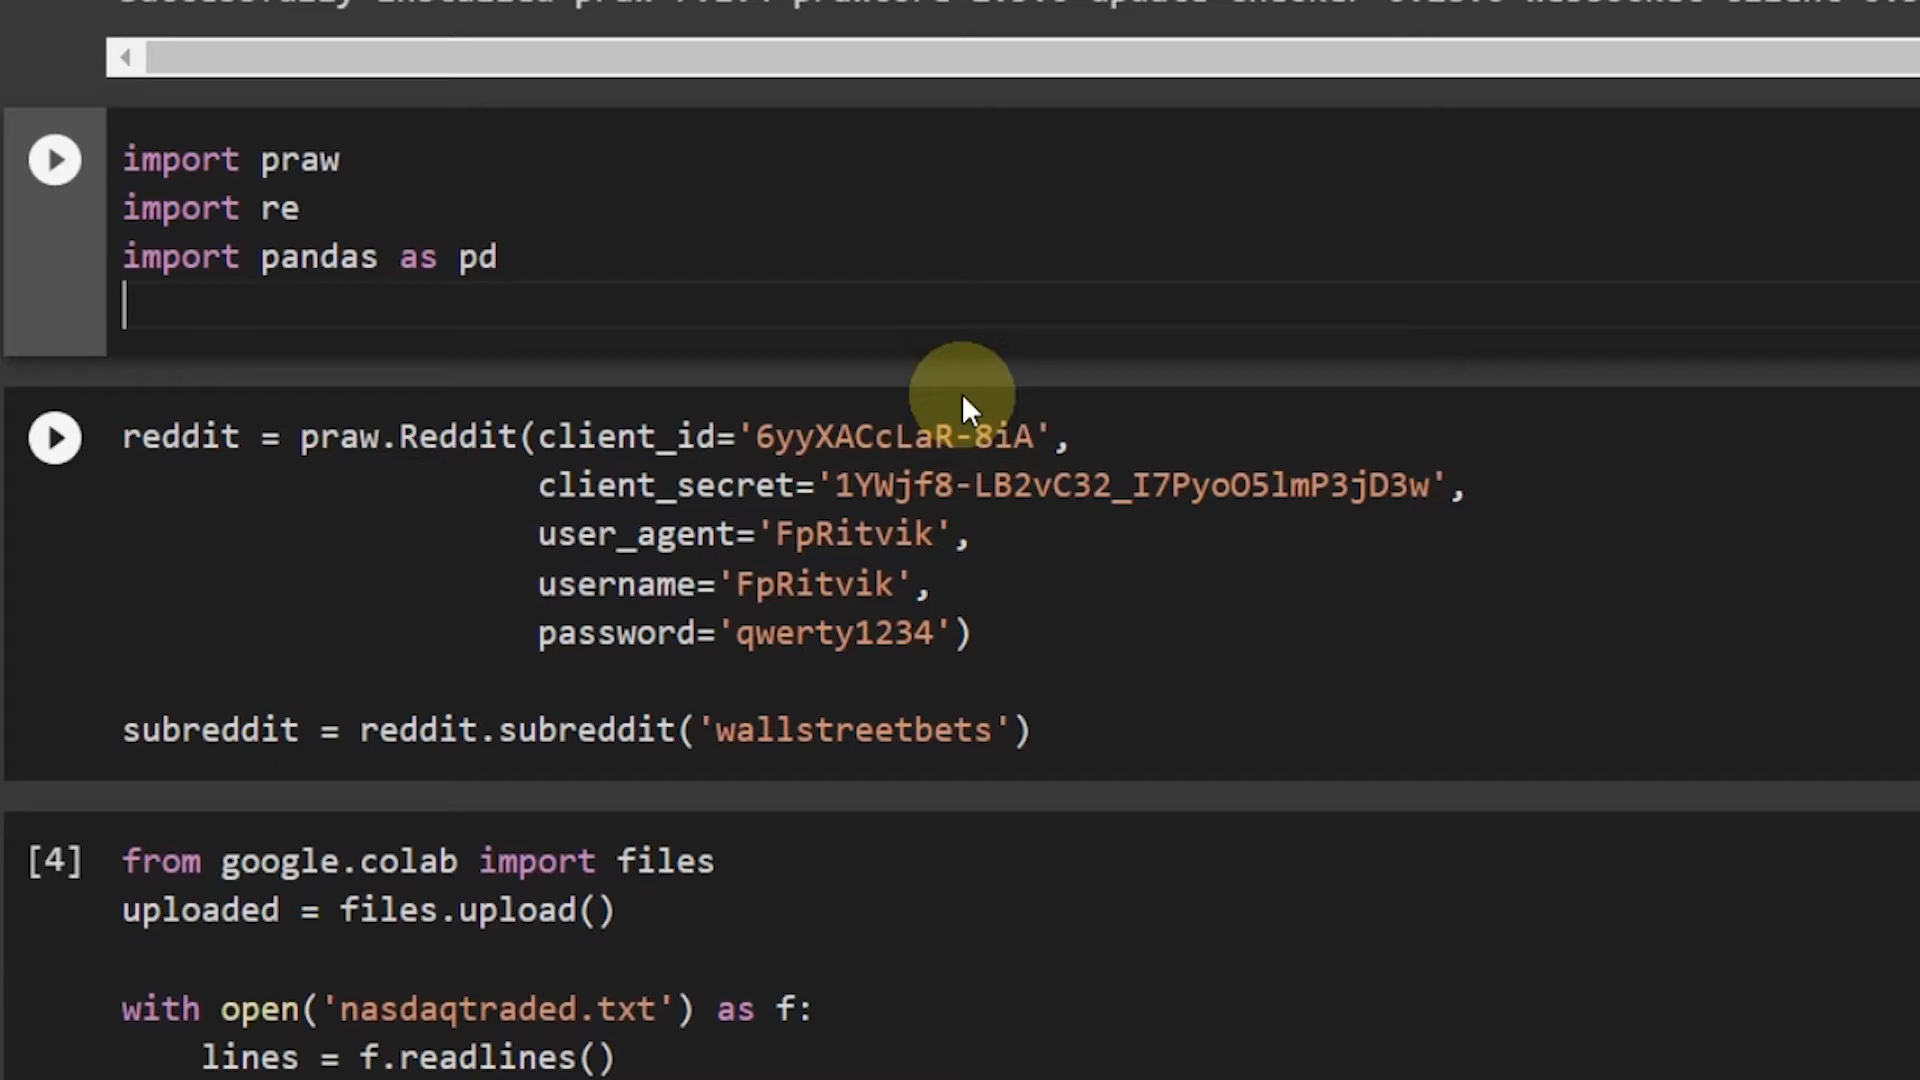 import praw
import re
import pandas as pd
reddit = praw.Reddit(client_id='6yyXACcLaR-8iA',
client_secret='1YWjf8-LB2vC32_I7PyoO5lmP3jD3w',
user_agent='FpRitvik',
username='FpRitvik',
password='qwerty1234')
subreddit = reddit.subreddit('wallstreetbets')
[4] from google.colab import files
uploaded = files.upload()
with open('nasdaqtraded.txt') as f:
lines = f.readlines()